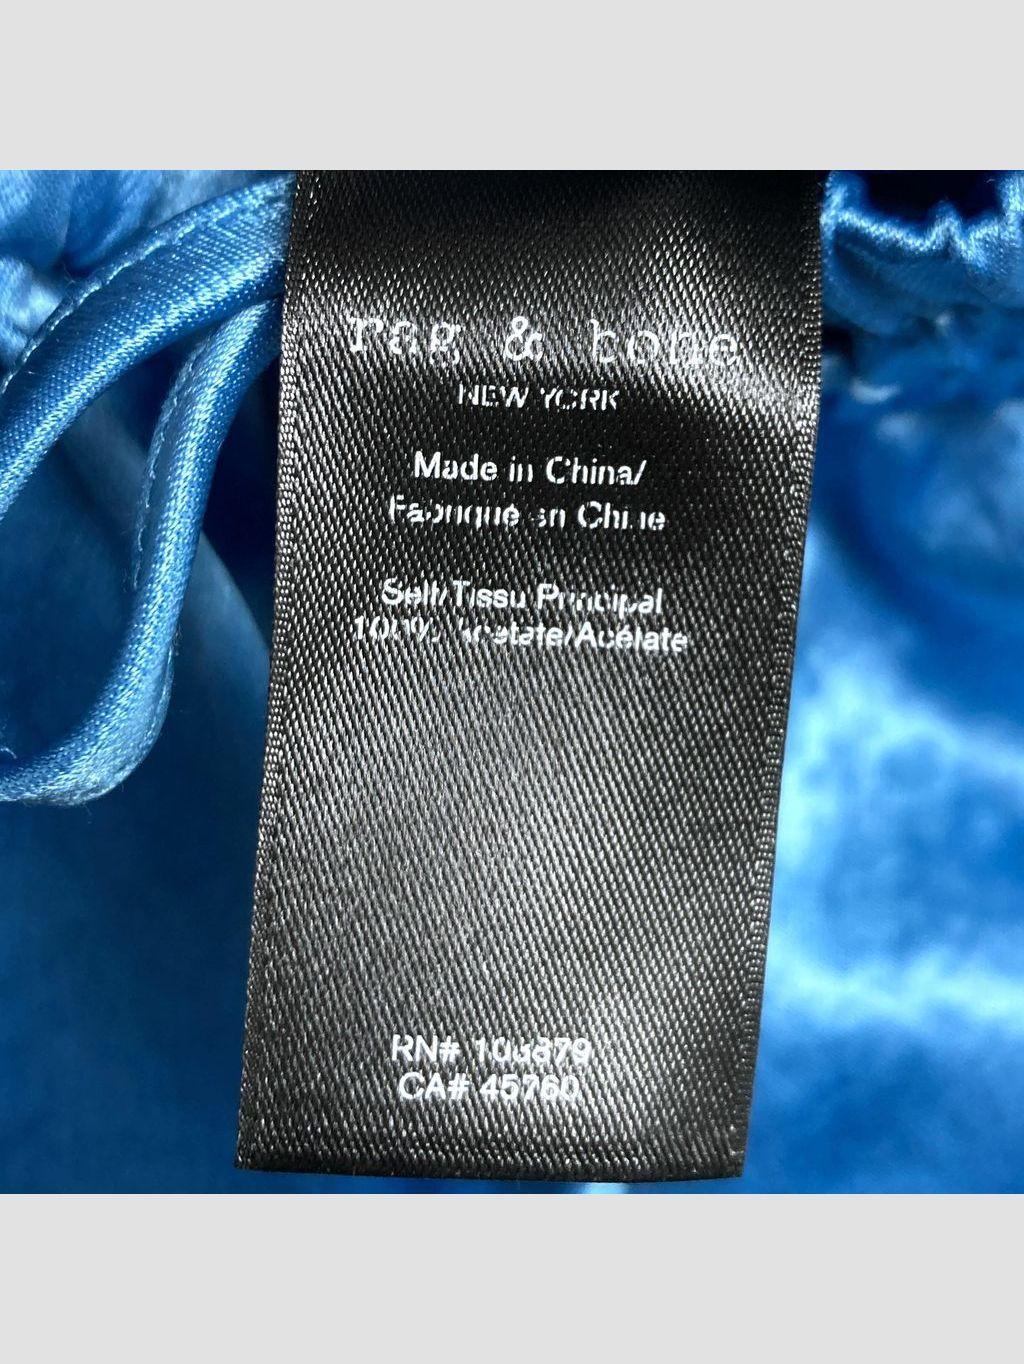 rag & bone
NEW YORK
Made in China/
Fabriqué en Chine
Self/Tissu Principal
100% acetate/Acétate
RN#
CA# 45760